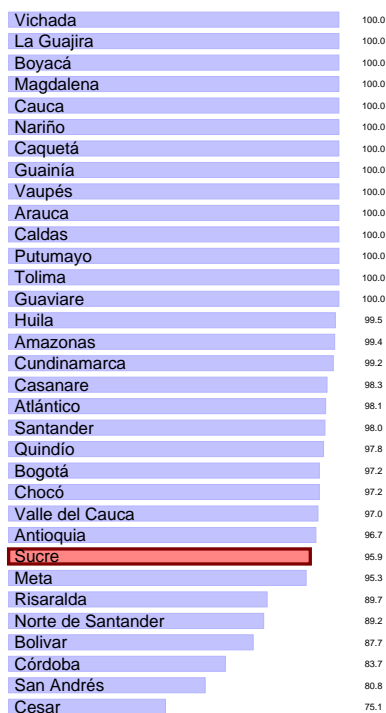 Vichada 100.0
La Guajira 100.0
Boyacá 100.0
Magdalena 100.0
Cauca 100.0
Nariño 100.0
Caquetá 100.0
Guainía 100.0
Vaupés 100.0
Arauca 100.0
Caldas 100.0
Putumayo 100.0
Tolima 100.0
Guaviare 100.0
Huila 99.5
Amazonas 99.4
Cundinamarca 99.2
Casanare 98.3
Atlántico 98.1
Santander 98.0
Quindío 97.8
Bogotá 97.2
Chocó 97.2
Valle del Cauca 97.0
Antioquia 96.7
Sucre 95.9
Meta 95.3
Risaralda 89.7
Norte de Santander 89.2
Bolivar 87.7
Córdoba 83.7
San Andrés 80.8
Cesar 75.1